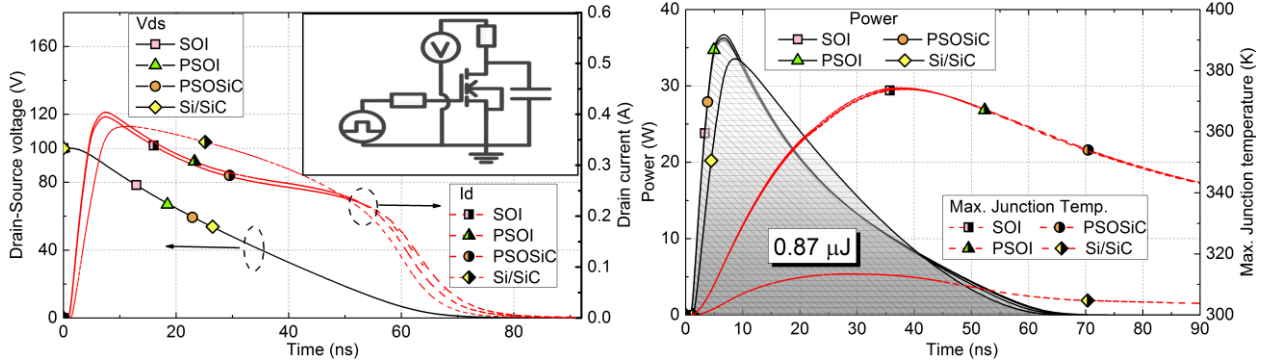 Vds
SOI
PSOI
PSOSiC
Si/SiC
V
Id
SOI
PSOI
PSOSiC
Si/SiC
Drain-Source voltage (V)
160
120
100
80
40
0
0 20 40 60 80
Time (ns)
0.6
0.5
0.4
0.3
0.2
0.1
0.0
Drain current (A)
Power
SOI PSOSiC
PSOI Si/SiC
0.87 μJ
Max. Junction Temp.
SOI PSOSiC
PSOI Si/SiC
Power (W)
40
30
20
10
0
0 10 20 30 40 50 60 70 80 90
Time (ns)
400
380
360
340
320
300
Max. Junction temperature (K)